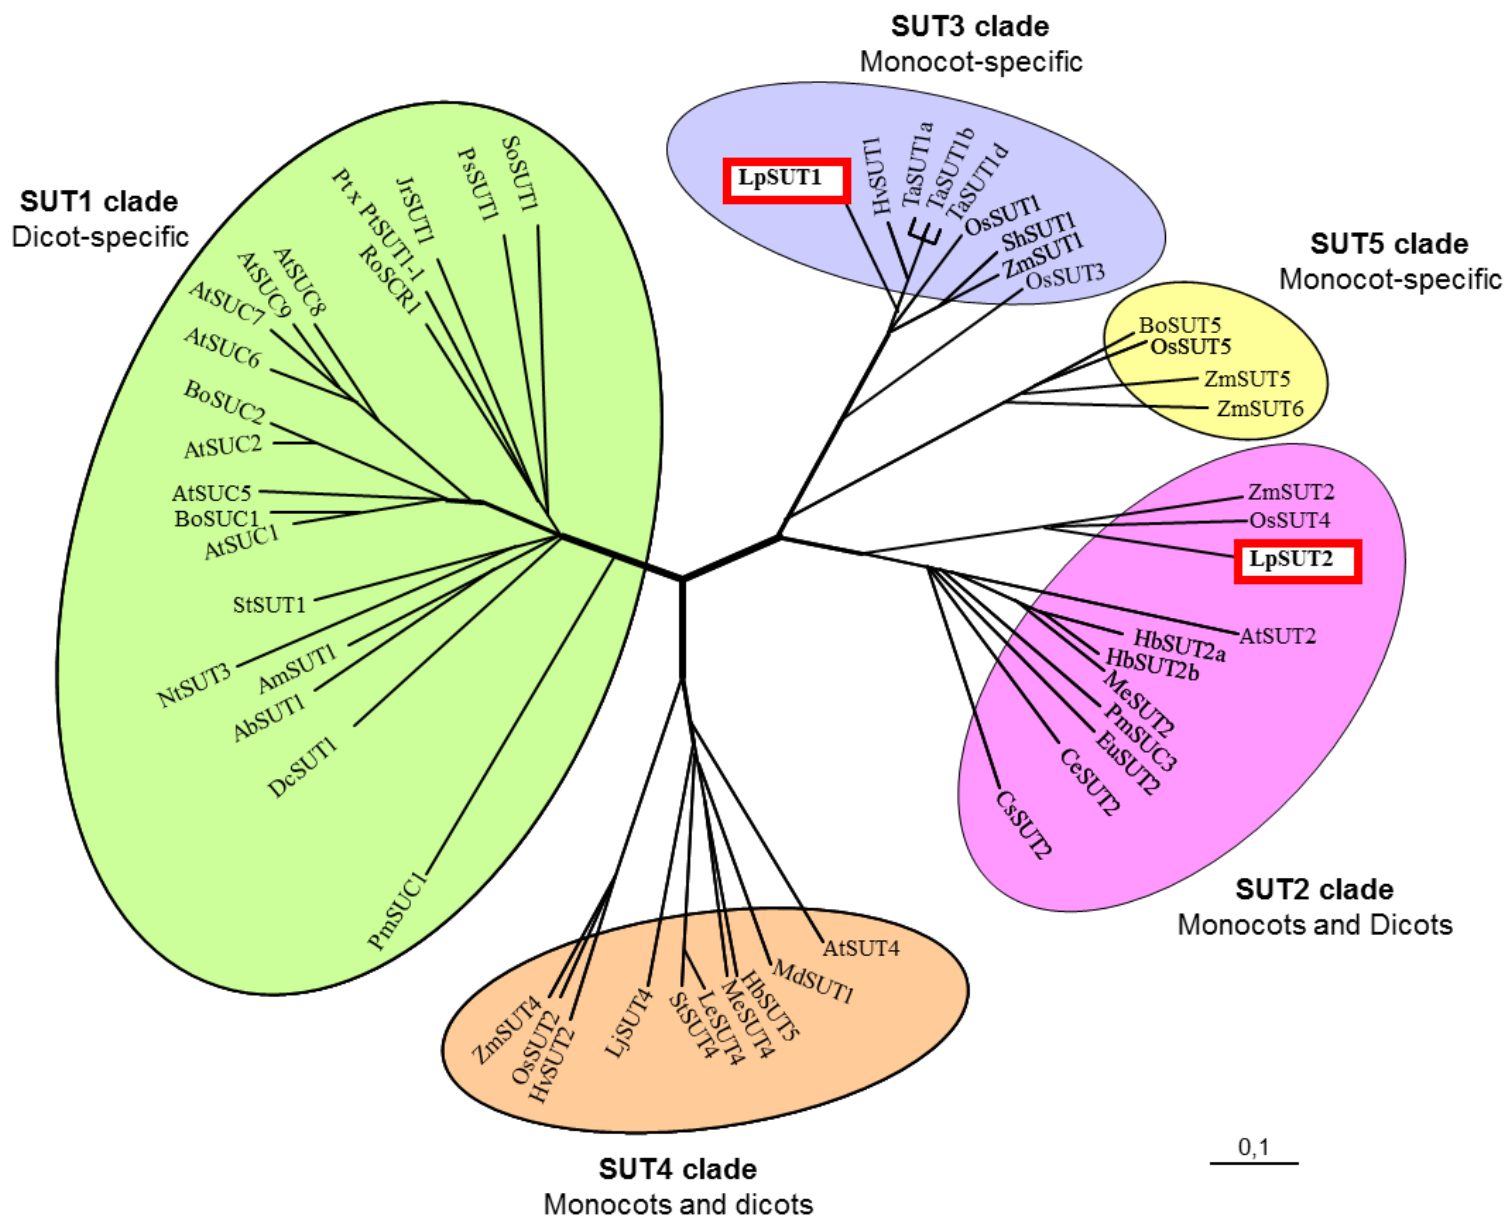 SUT3 clade
Monocot-specific
SUT1 clade
Dicot-specific
SoSUT1
PsSUT1
JrSUT1
Pt x PtSUT1-1
RoSCR1
AtSUC8
AtSUC9
AtSUC7
AtSUC6
BoSUC2
AtSUC2
AtSUC5
BoSUC1
AtSUC1
StSUT1
NtSUT3
AmSUT1
AbSUT1
DcSUT1
PmSUC1
LpSUT1
HvSUT1
TaSUT1a
TaSUT1b
TaSUT1d
OsSUT1
ShSUT1
ZmSUT1
OsSUT3
SUT5 clade
Monocot-specific
BoSUT5
OsSUT5
ZmSUT5
ZmSUT6
ZmSUT2
OsSUT4
LpSUT2
AtSUT2
HbSUT2a
HbSUT2b
MeSUT2
PmSUC3
EuSUT2
CeSUT2
CsSUT2
SUT2 clade
Monocots and Dicots
AtSUT4
MdSUT1
HbSUT5
MeSUT4
LeSUT4
StSUT4
LjSUT4
ZmSUT4
OsSUT2
HvSUT2
SUT4 clade
Monocots and dicots
0,1